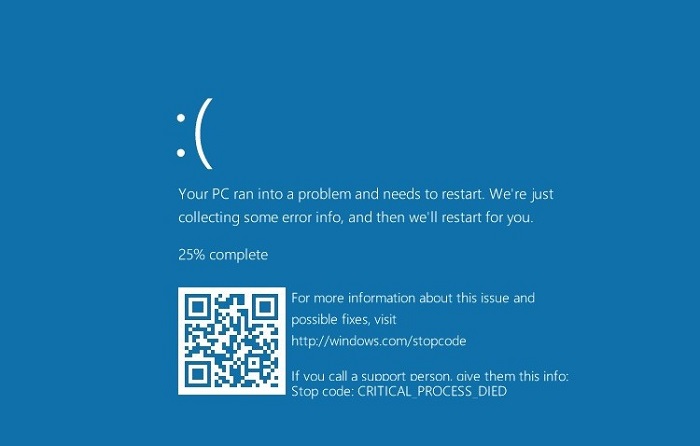 :(
Your PC ran into a problem and needs to restart. We're just
collecting some error info, and then we'll restart for you.
25% complete
For more information about this issue and
possible fixes, visit
http://windows.com/stopcode
If you call a support person, give them this info:
Stop code: CRITICAL_PROCESS_DIED